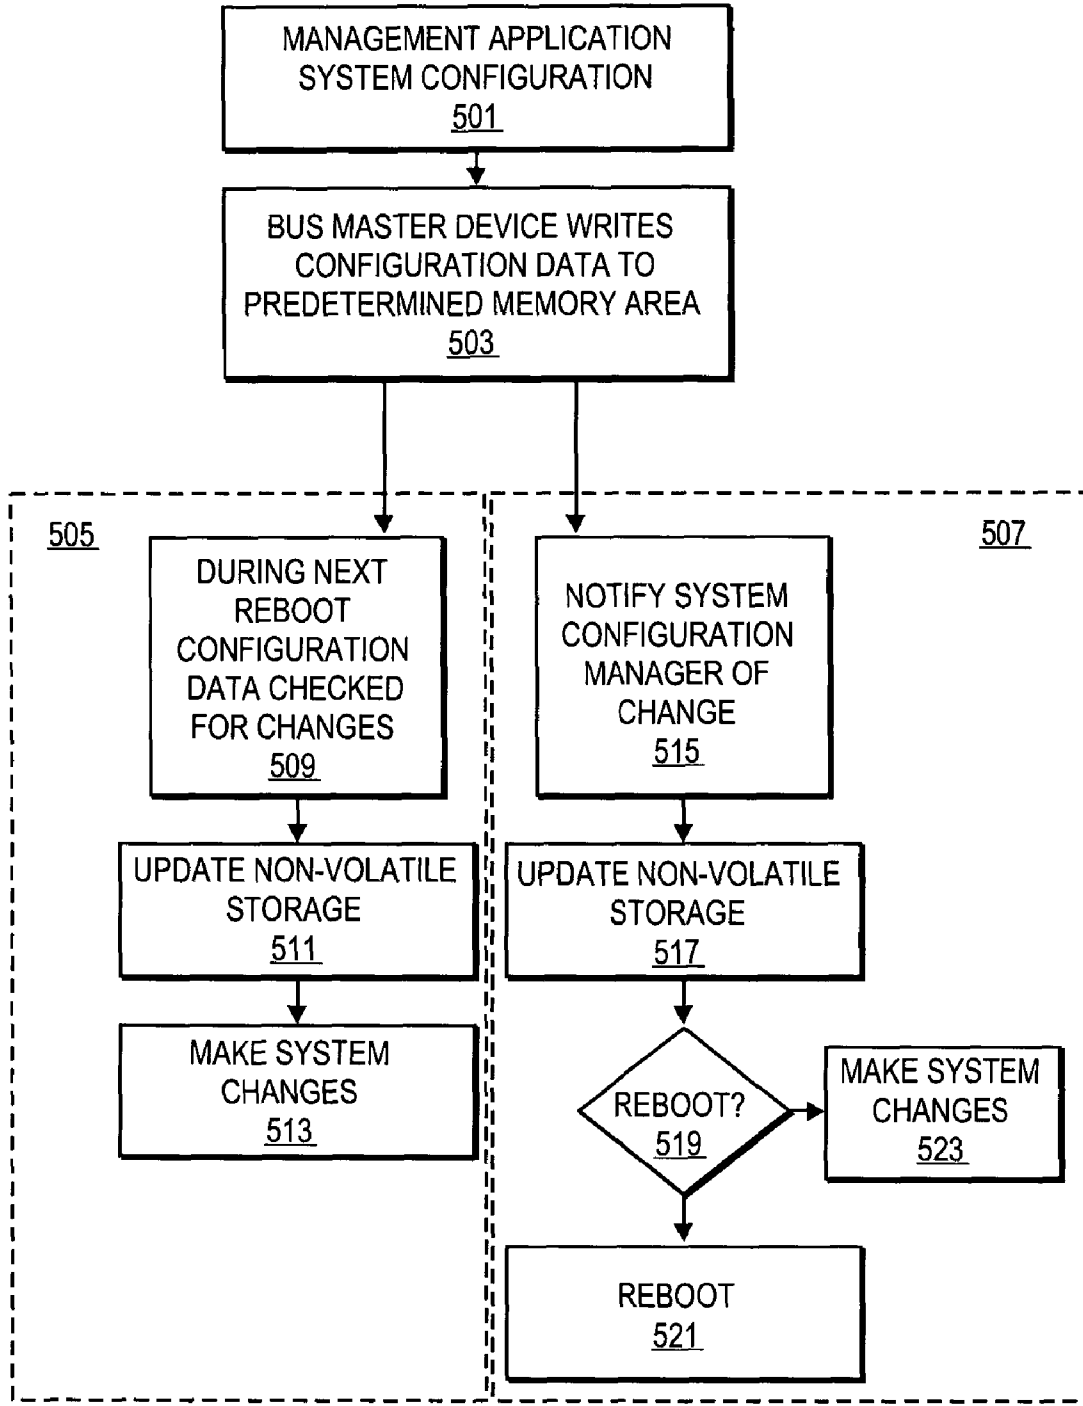 MANAGEMENT APPLICATION
SYSTEM CONFIGURATION
501
BUS MASTER DEVICE WRITES
CONFIGURATION DATA TO
PREDETERMINED MEMORY AREA
503
505
DURING NEXT
REBOOT
CONFIGURATION
DATA CHECKED
FOR CHANGES
509
UPDATE NON-VOLATILE
STORAGE
511
MAKE SYSTEM
CHANGES
513
507
NOTIFY SYSTEM
CONFIGURATION
MANAGER OF
CHANGE
515
UPDATE NON-VOLATILE
STORAGE
517
REBOOT?
519
MAKE SYSTEM
CHANGES
523
REBOOT
521